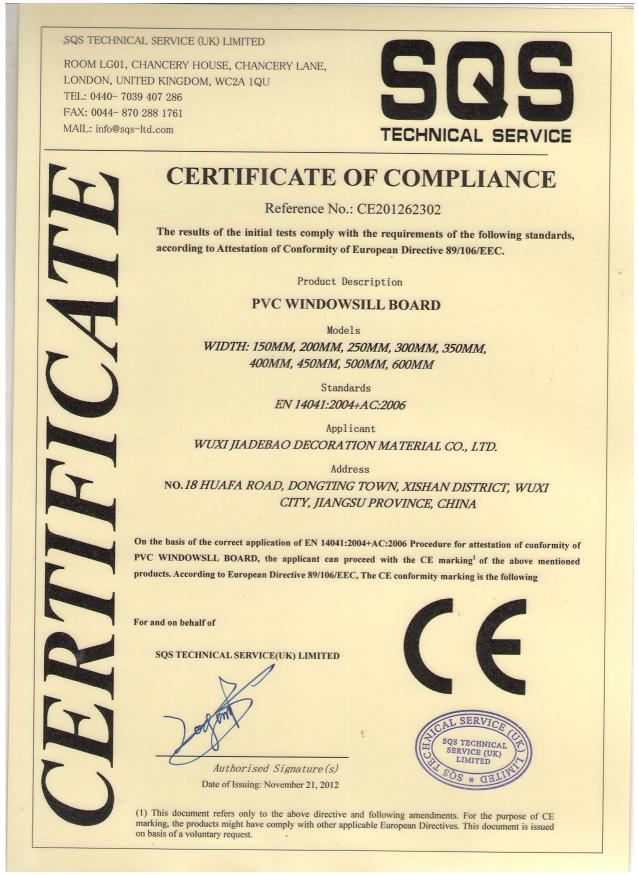 SQS TECHNICAL SERVICE (UK) LIMITED
ROOM LG01, CHANCERY HOUSE, CHANCERY LANE,
LONDON, UNITED KINGDOM, WC2A 1QU
TEL: 0440- 7039 407 286
FAX: 0044- 870 288 1761
MAIL: info@sqs-ltd.com
SQS
TECHNICAL SERVICE
CERTIFICATE
CERTIFICATE OF COMPLIANCE
Reference No.: CE201262302
The results of the initial tests comply with the requirements of the following standards,
according to Attestation of Conformity of European Directive 89/106/EEC.
Product Description
PVC WINDOWSILL BOARD
Models
WIDTH: 150MM, 200MM, 250MM, 300MM, 350MM,
400MM, 450MM, 500MM, 600MM
Standards
EN 14041:2004+AC:2006
Applicant
WUXI JIADEBAO DECORATION MATERIAL CO., LTD.
Address
NO.18 HUAFA ROAD, DONGTING TOWN, XISHAN DISTRICT, WUXI
CITY, JIANGSU PROVINCE, CHINA
On the basis of the correct application of EN 14041:2004+AC:2006 Procedure for attestation of conformity of
PVC WINDOWSLL BOARD, the applicant can proceed with the CE marking¹ of the above mentioned
products. According to European Directive 89/106/EEC, The CE conformity marking is the following
For and on behalf of
SQS TECHNICAL SERVICE(UK) LIMITED
CE
SQS TECHNICAL SERVICE (UK) LIMITED *
SQS TECHNICAL
SERVICE (UK)
LIMITED
Authorised Signature(s)
Date of Issuing: November 21, 2012
(1) This document refers only to the above directive and following amendments. For the purpose of CE
marking, the products might have comply with other applicable European Directives. This document is issued
on basis of a voluntary request.